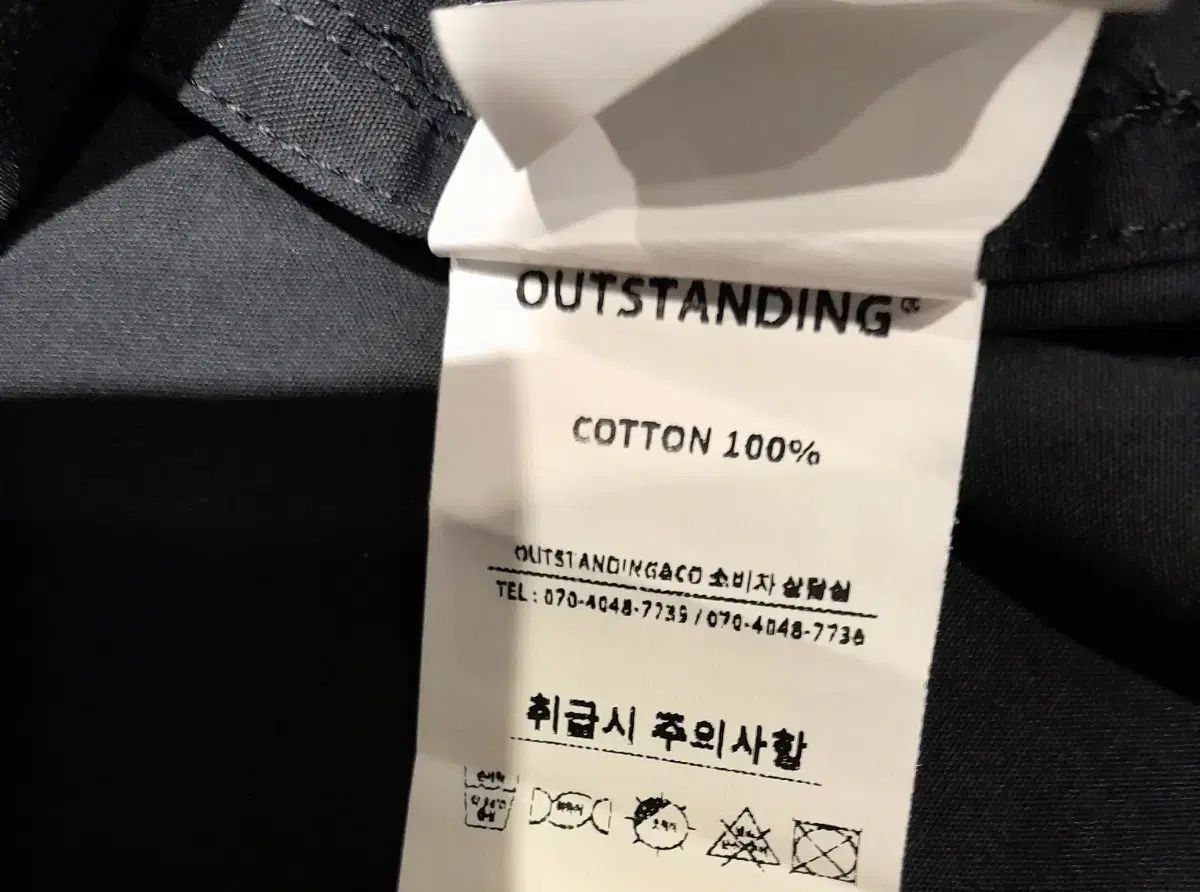 OUTSTANDING®
COTTON 100%
OUTSTANDING&CO 소비자 상담실
TEL : 070-4048-7739 / 070-4048-7738
취급시 주의사항